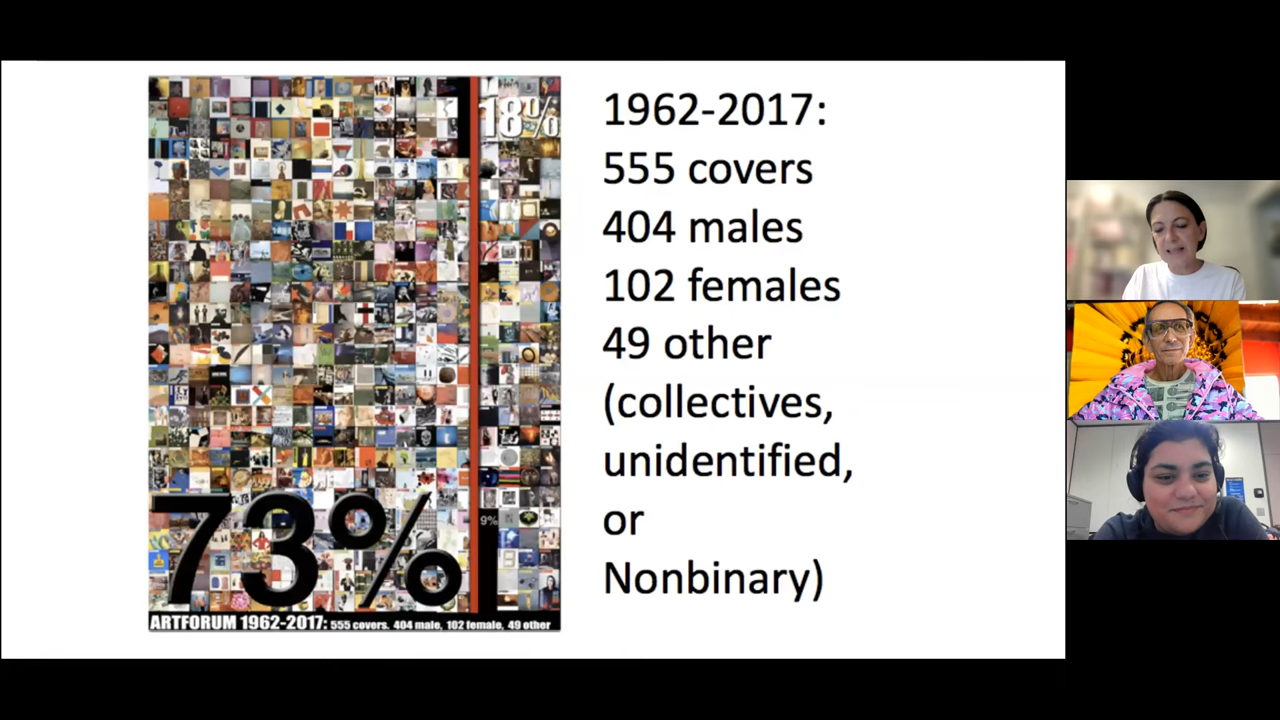 18%
9%
73%
ARTFORUM 1962-2017: 555 covers. 404 male, 102 female, 49 other
1962-2017:
555 covers
404 males
102 females
49 other
(collectives,
unidentified,
or
Nonbinary)